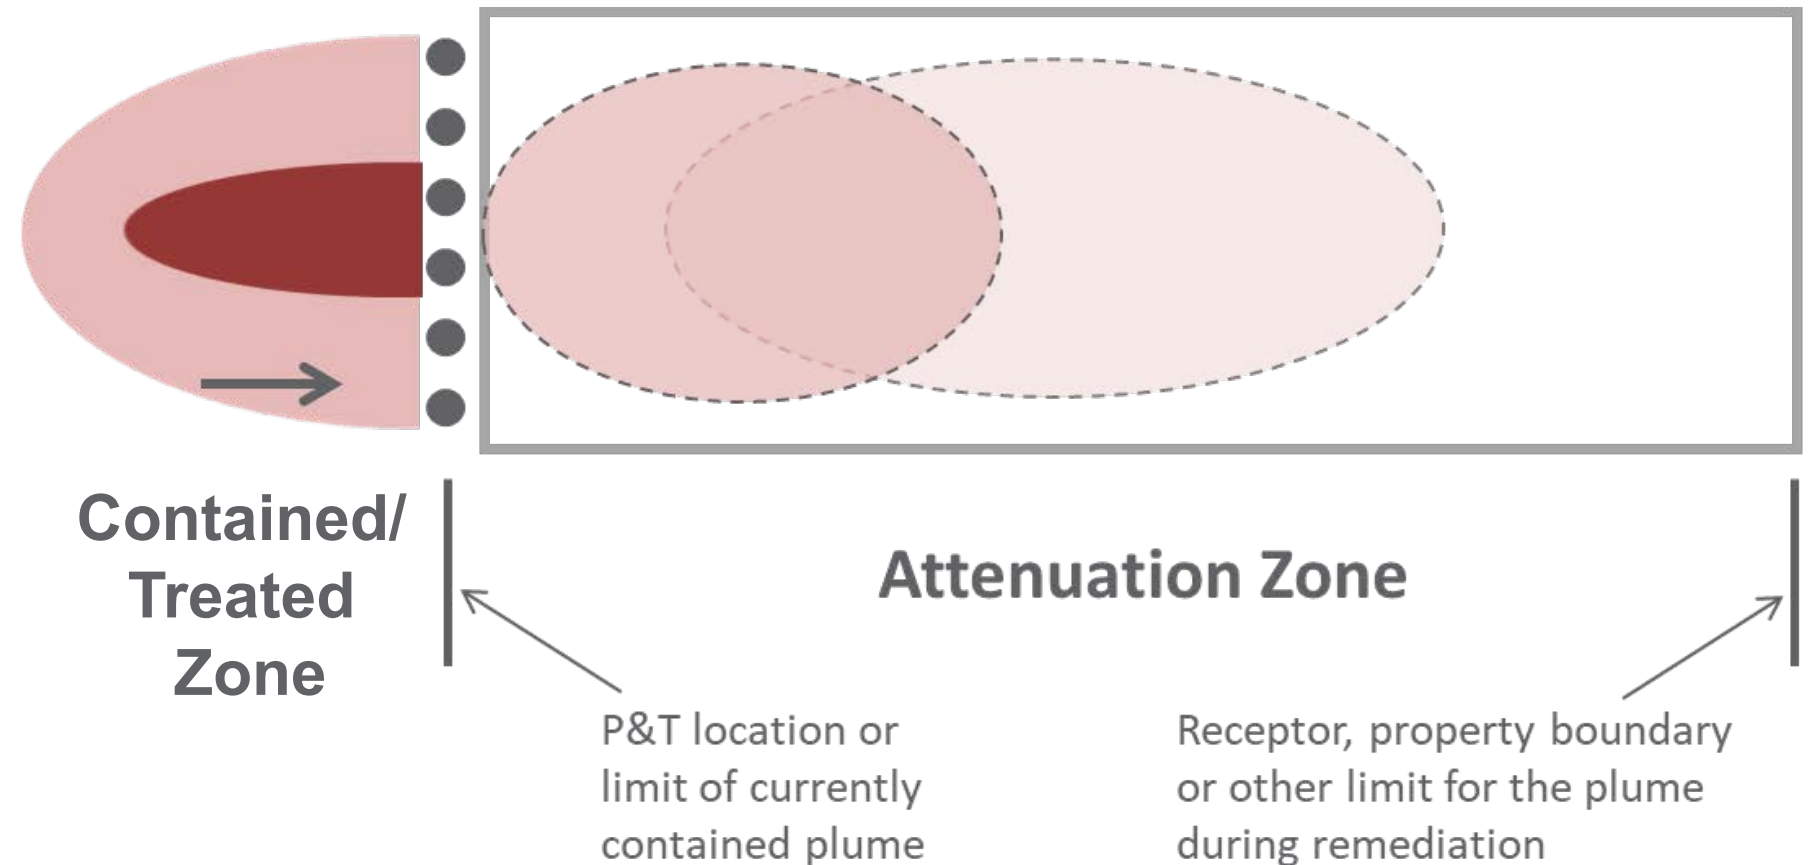 Contained/
Treated
Zone
Attenuation Zone
P&T location or
limit of currently
contained plume
Receptor, property boundary
or other limit for the plume
during remediation